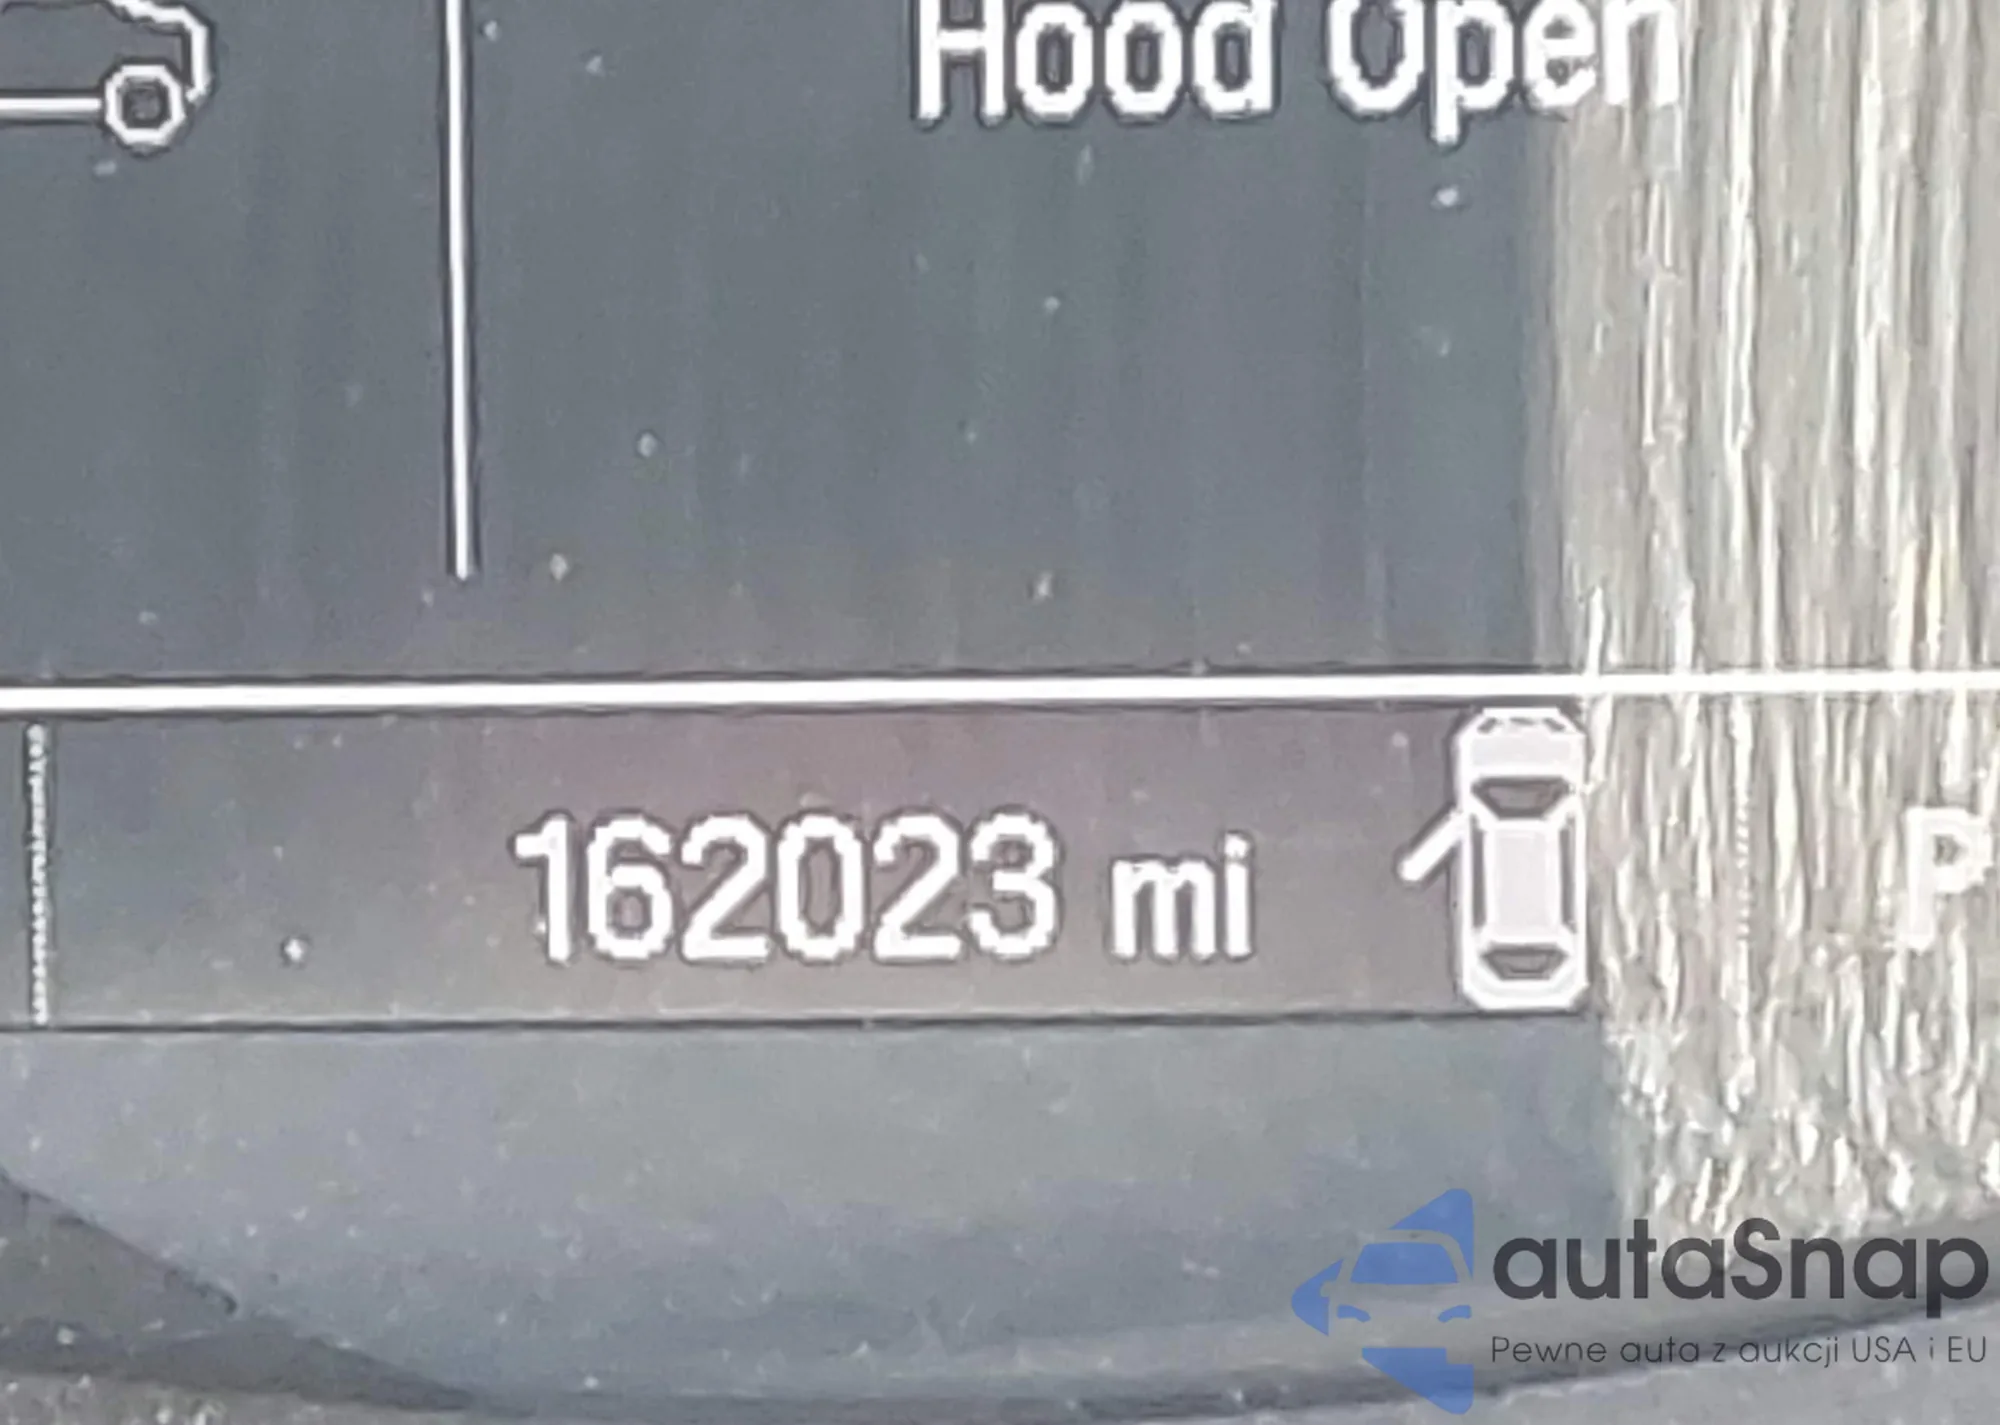 Hood Open
162023 mi
P
autaSnap
Pewne auta z aukcji USA i EU